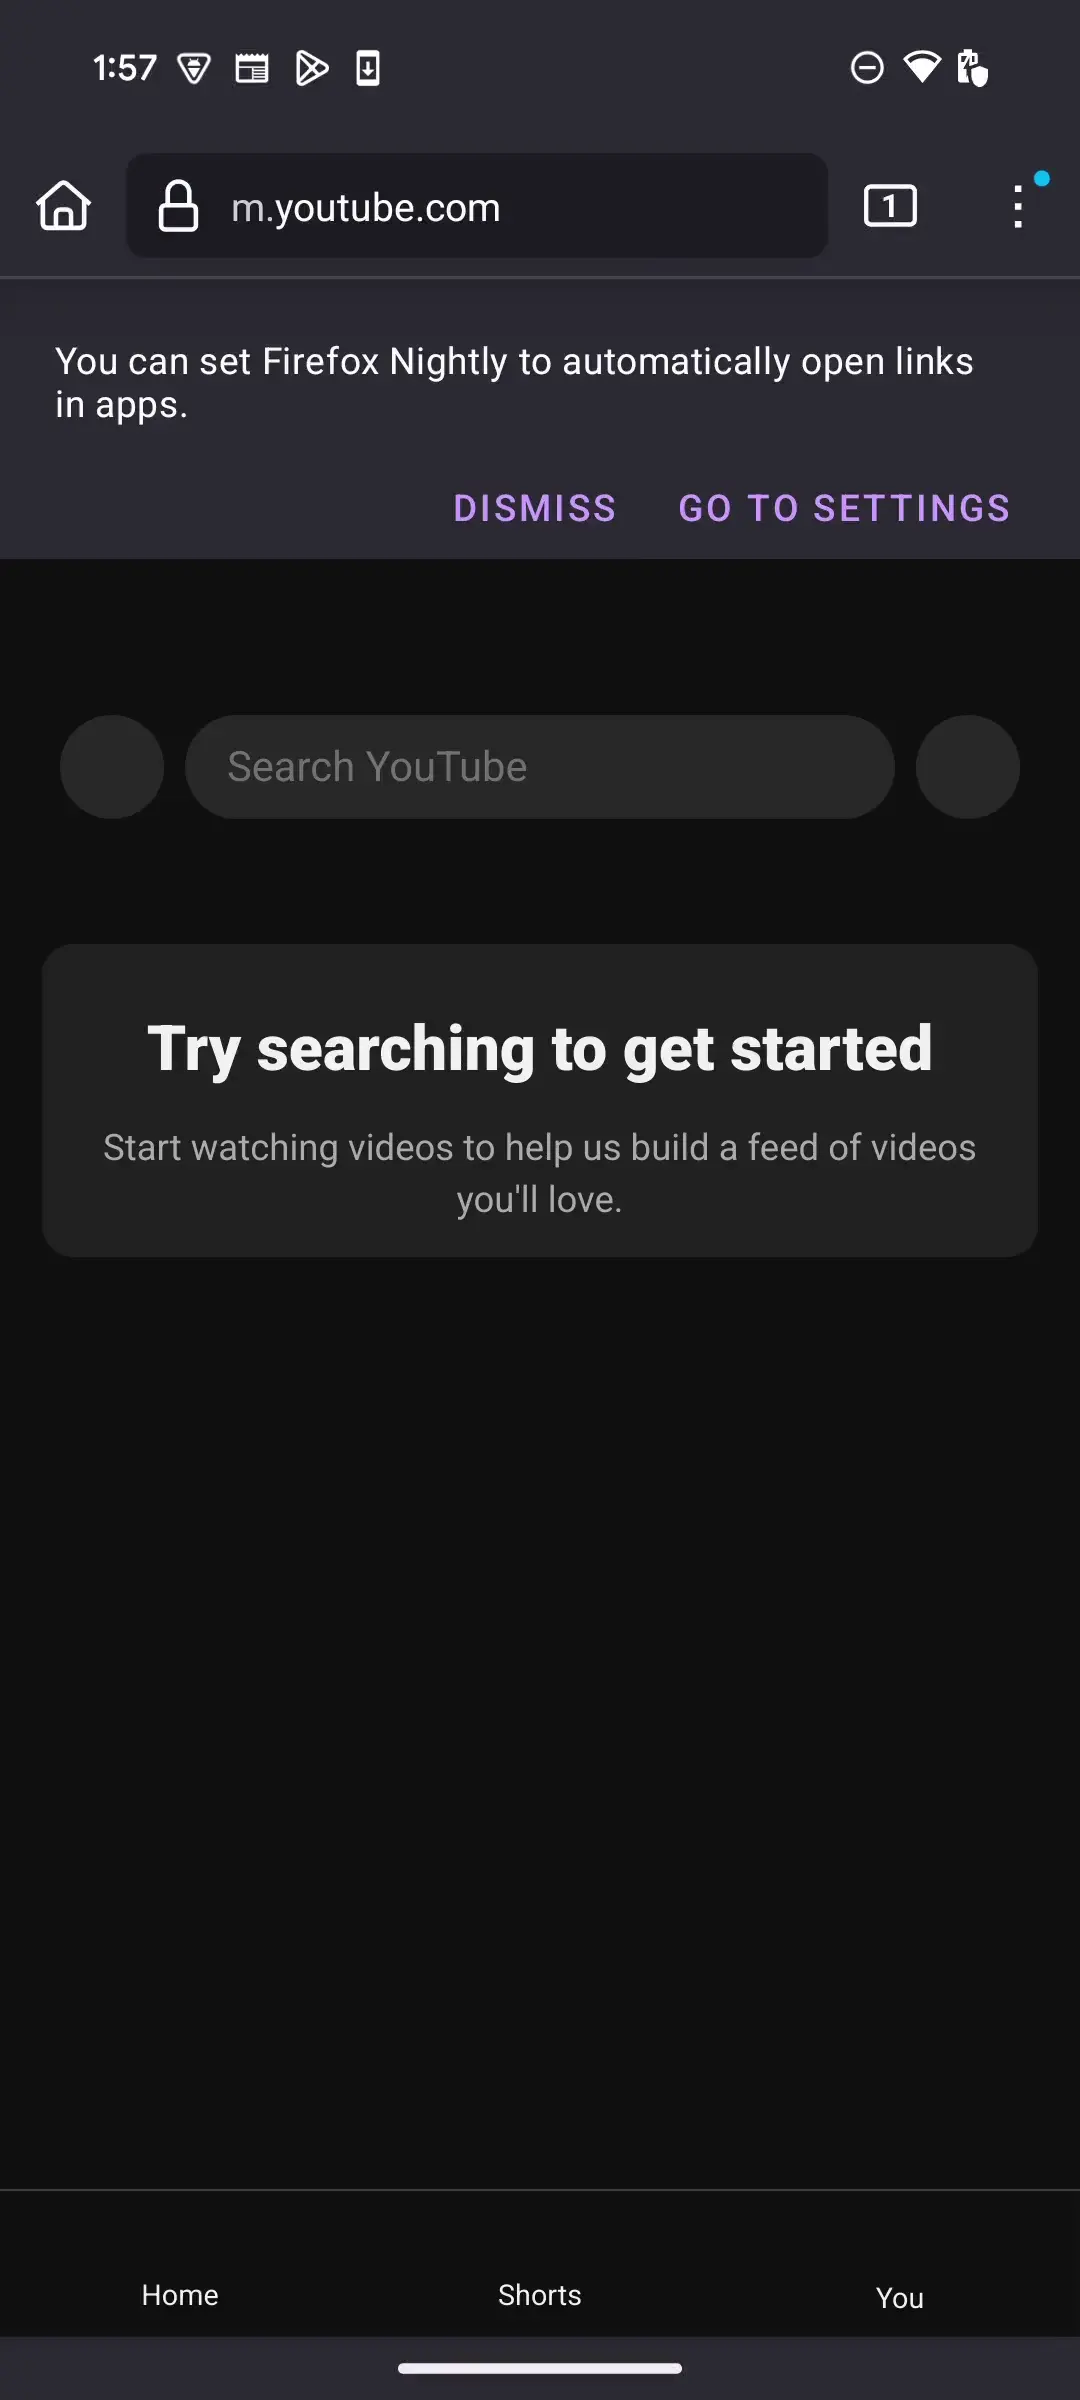 1:57
m.youtube.com
1
You can set Firefox Nightly to automatically open links
in apps.
DISMISS GO TO SETTINGS
Search YouTube
Try searching to get started
Start watching videos to help us build a feed of videos
you'll love.
Home Shorts You